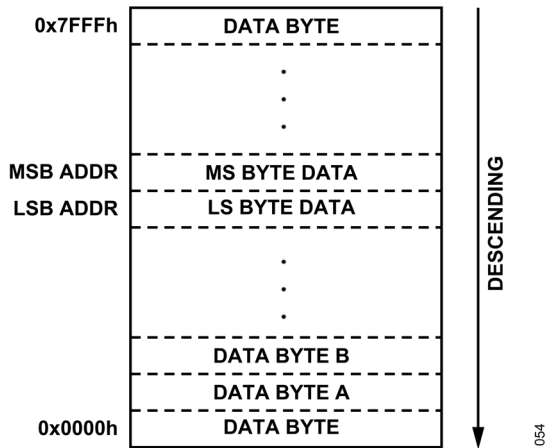 0x7FFFh DATA BYTE
MSB ADDR MS BYTE DATA
LSB ADDR LS BYTE DATA
DATA BYTE B
DATA BYTE A
0x0000h DATA BYTE
DESCENDING
054